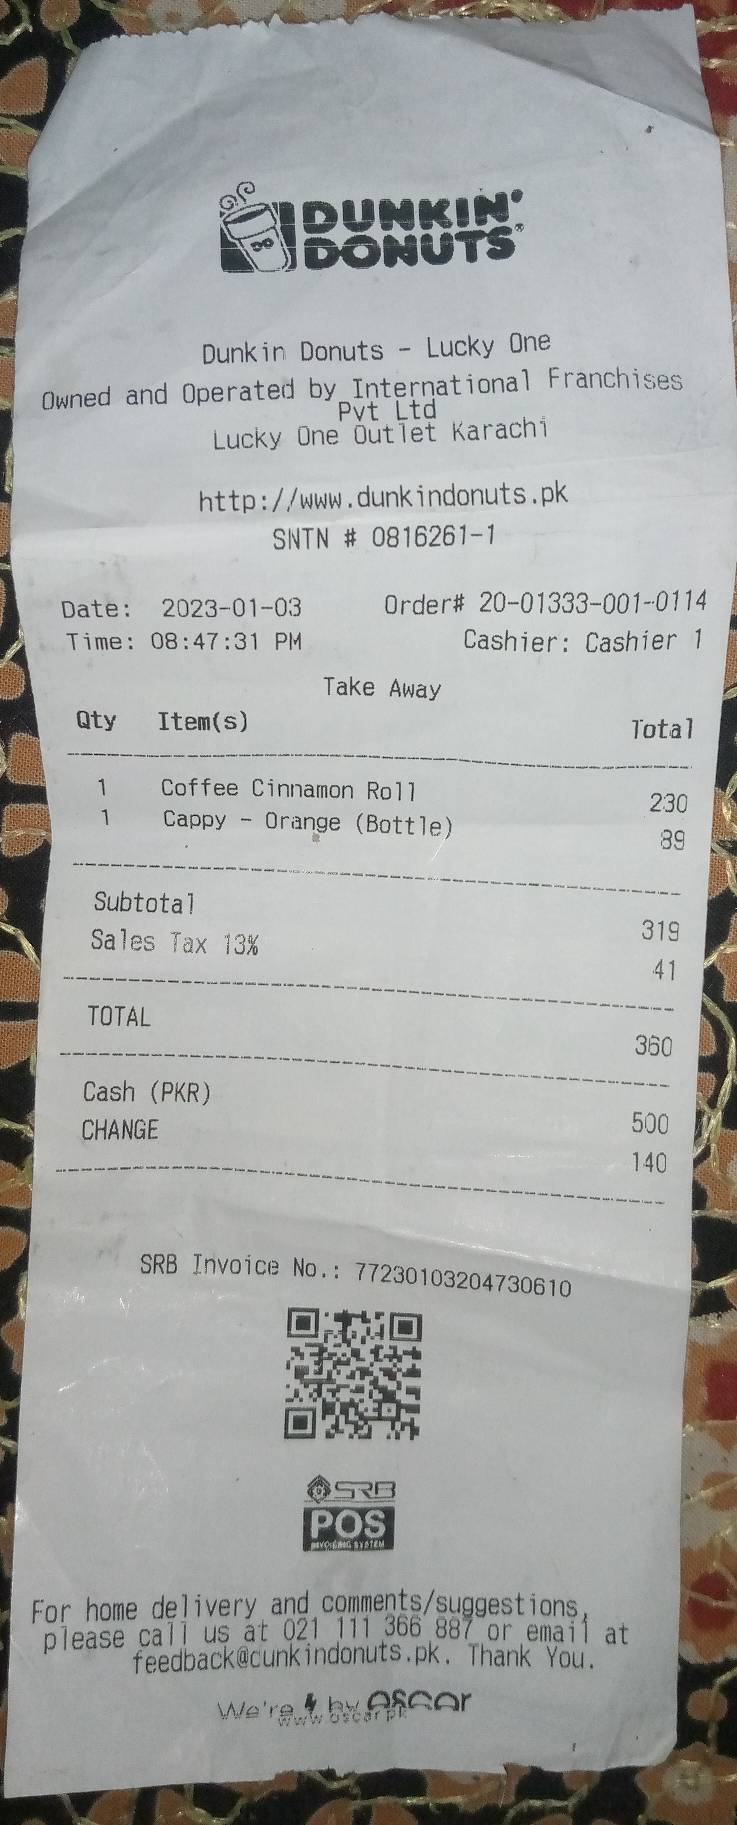 DUNKIN'
DONUTS®
Dunkin Donuts - Lucky One
Owned and Operated by International Franchises
Pvt Ltd
Lucky One Outlet Karachi
http://www.dunkindonuts.pk
SNTN # 0816261-1
Date: 2023-01-03 Order# 20-01333-001-0114
Time: 08:47:31 PM Cashier: Cashier 1
Take Away
Qty Item(s) Total
1 Coffee Cinnamon Roll 230
1 Cappy - Orange (Bottle) 89
Subtotal 319
Sales Tax 13% 41
TOTAL 360
Cash (PKR) 500
CHANGE 140
SRB Invoice No.: 77230103204730610
SRB
POS
INVOICING SYSTEM
For home delivery and comments/suggestions,
please call us at 021 111 366 887 or email at
feedback@cunkindonuts.pk. Thank You.
We're by oscar
www.oscar.pk